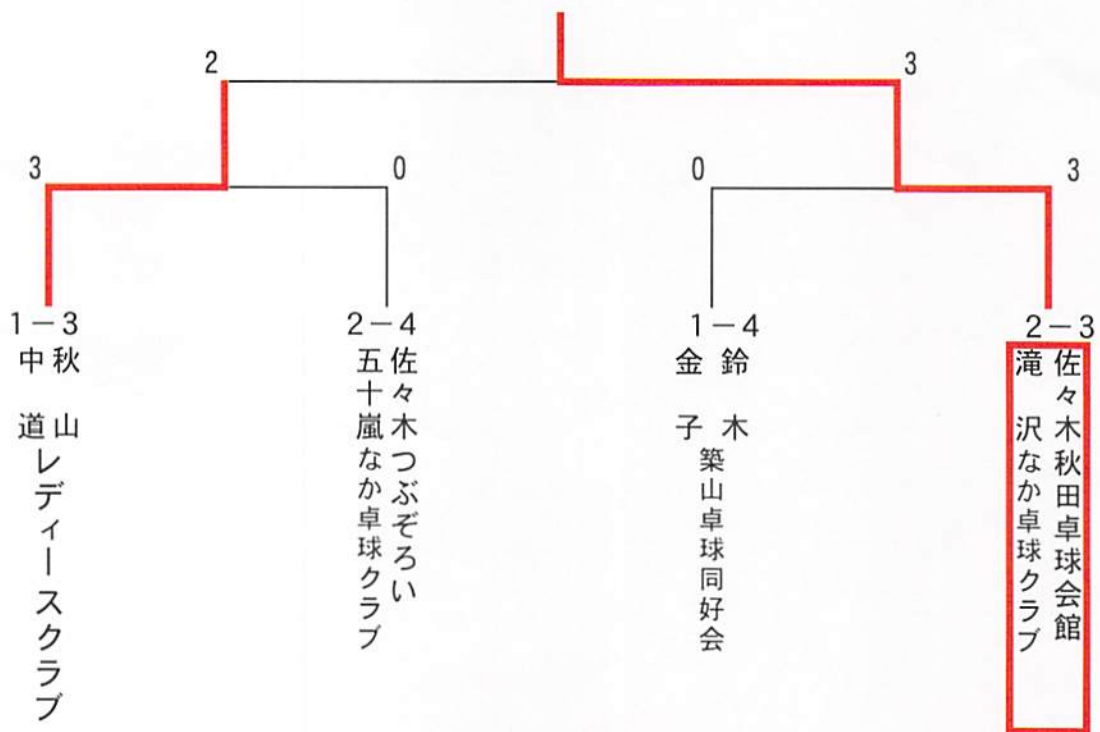 2
3
3
0
0
3
1－3
秋山
中道
レディースクラブ
2－4
佐々木つぶぞろい
五十嵐なか卓球クラブ
1－4
鈴木
金子
築山卓球同好会
2－3
佐々木秋田卓球会館
滝沢なか卓球クラブ